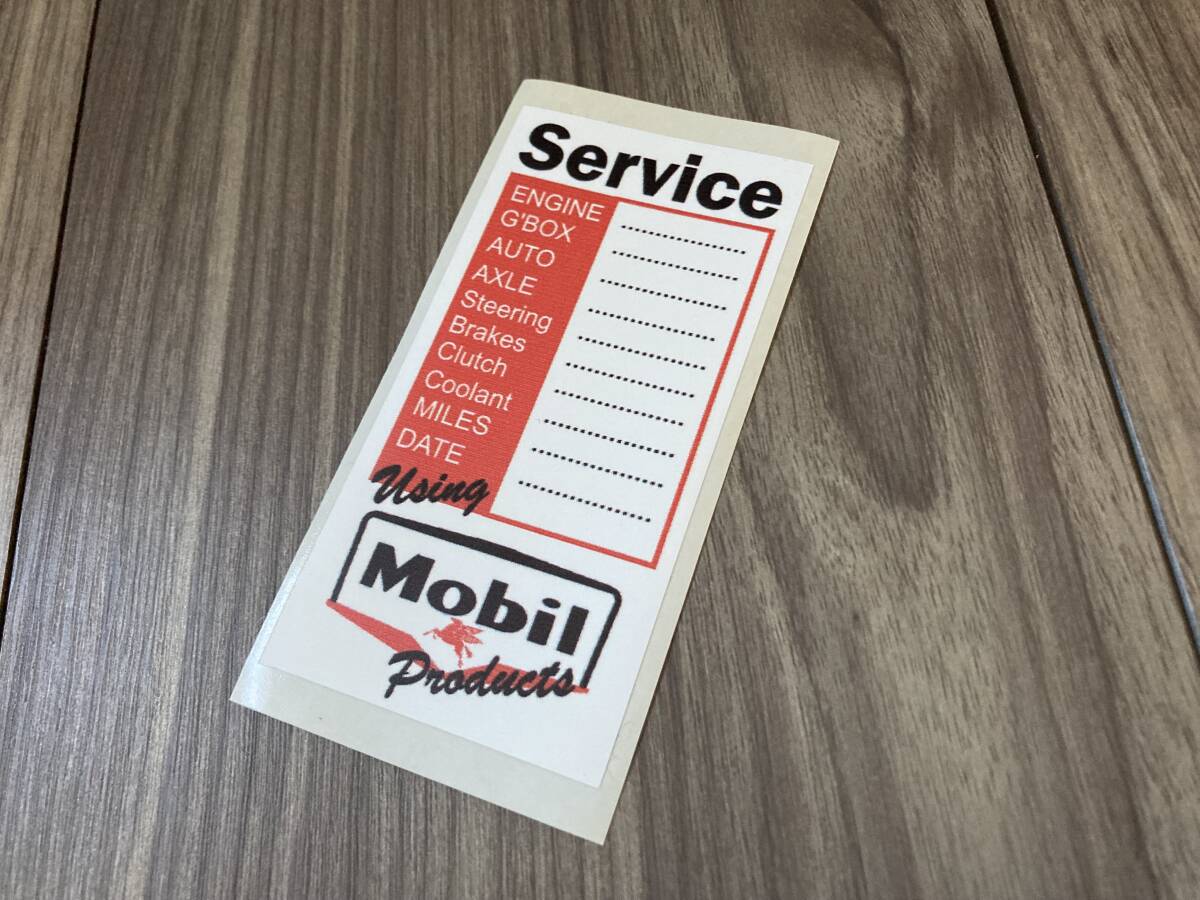 Service
ENGINE ....................
G'BOX ....................
AUTO ....................
AXLE ....................
Steering ....................
Brakes ....................
Clutch ....................
Coolant ....................
MILES ....................
DATE ....................
Using
Mobil
Products